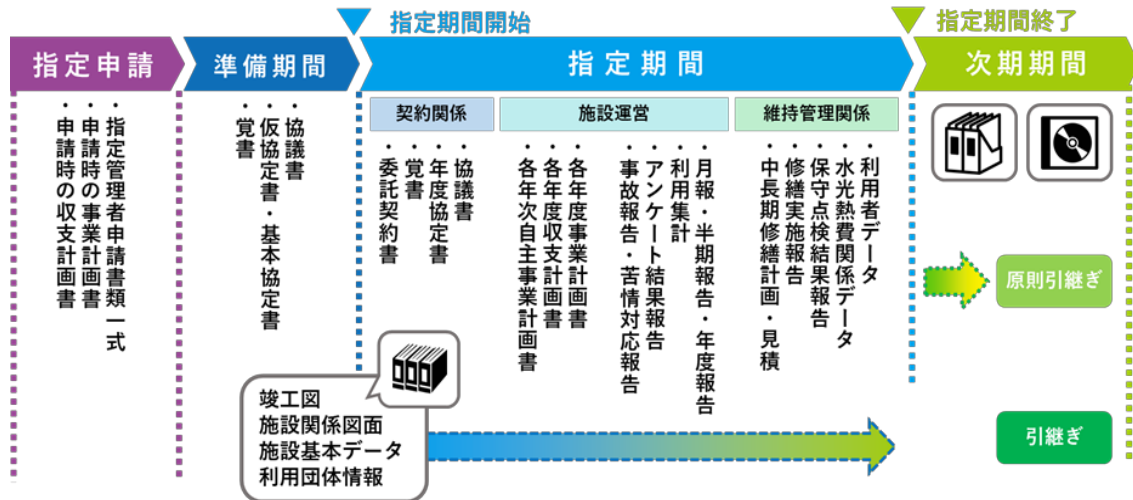 指定期間開始
指定期間終了
指定申請
準備期間
指定期間
次期期間
・指定管理者申請書類一式
・申請時の事業計画書
・申請時の収支計画書
・協議書
・仮協定書・基本協定書
・覚書
契約関係
・協議書
・年度協定書
・覚書
・委託契約書
施設運営
・月報・半期報告・年度報告
・利用集計
・アンケート結果報告
・事故報告・苦情対応報告
・各年度事業計画書
・各年度収支計画書
・各年次自主事業計画書
維持管理関係
・利用者データ
・水光熱費関係データ
・保守点検結果報告
・修繕実施報告
・中長期修繕計画・見積
原則引継ぎ
竣工図
施設関係図面
施設基本データ
利用団体情報
引継ぎ